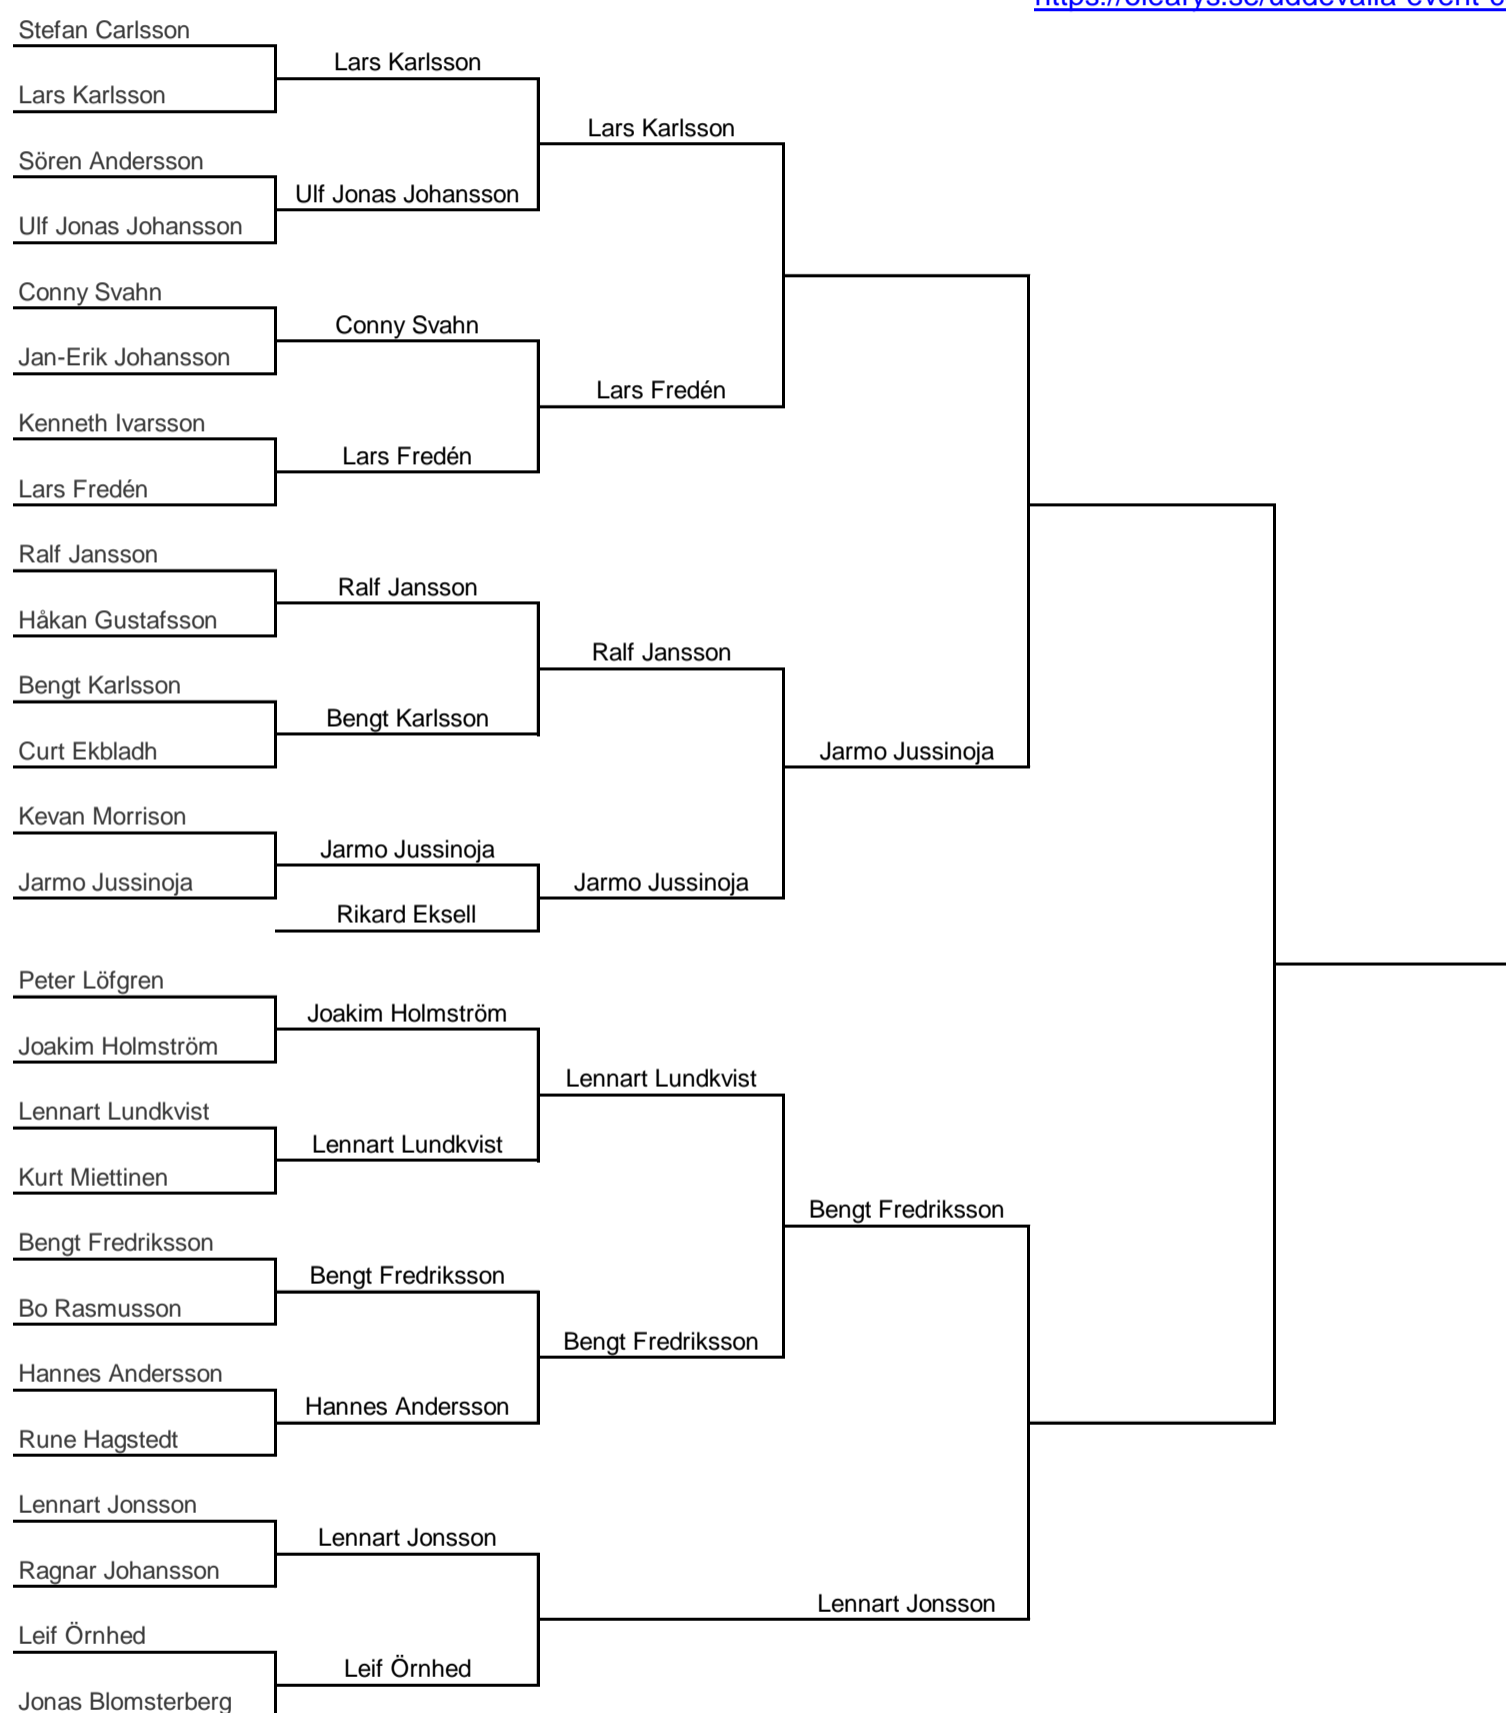 https://olearys.se/uddevalla-event-c
Stefan Carlsson
Lars Karlsson
Lars Karlsson
Lars Karlsson
Sören Andersson
Ulf Jonas Johansson
Ulf Jonas Johansson
Conny Svahn
Conny Svahn
Jan-Erik Johansson
Lars Fredén
Kenneth Ivarsson
Lars Fredén
Lars Fredén
Ralf Jansson
Ralf Jansson
Håkan Gustafsson
Ralf Jansson
Bengt Karlsson
Bengt Karlsson
Curt Ekbladh
Jarmo Jussinoja
Kevan Morrison
Jarmo Jussinoja
Jarmo Jussinoja
Jarmo Jussinoja
Rikard Eksell
Peter Löfgren
Joakim Holmström
Joakim Holmström
Lennart Lundkvist
Lennart Lundkvist
Lennart Lundkvist
Kurt Miettinen
Bengt Fredriksson
Bengt Fredriksson
Bengt Fredriksson
Bo Rasmusson
Bengt Fredriksson
Hannes Andersson
Hannes Andersson
Rune Hagstedt
Lennart Jonsson
Lennart Jonsson
Ragnar Johansson
Lennart Jonsson
Leif Örnhed
Leif Örnhed
Jonas Blomsterberg